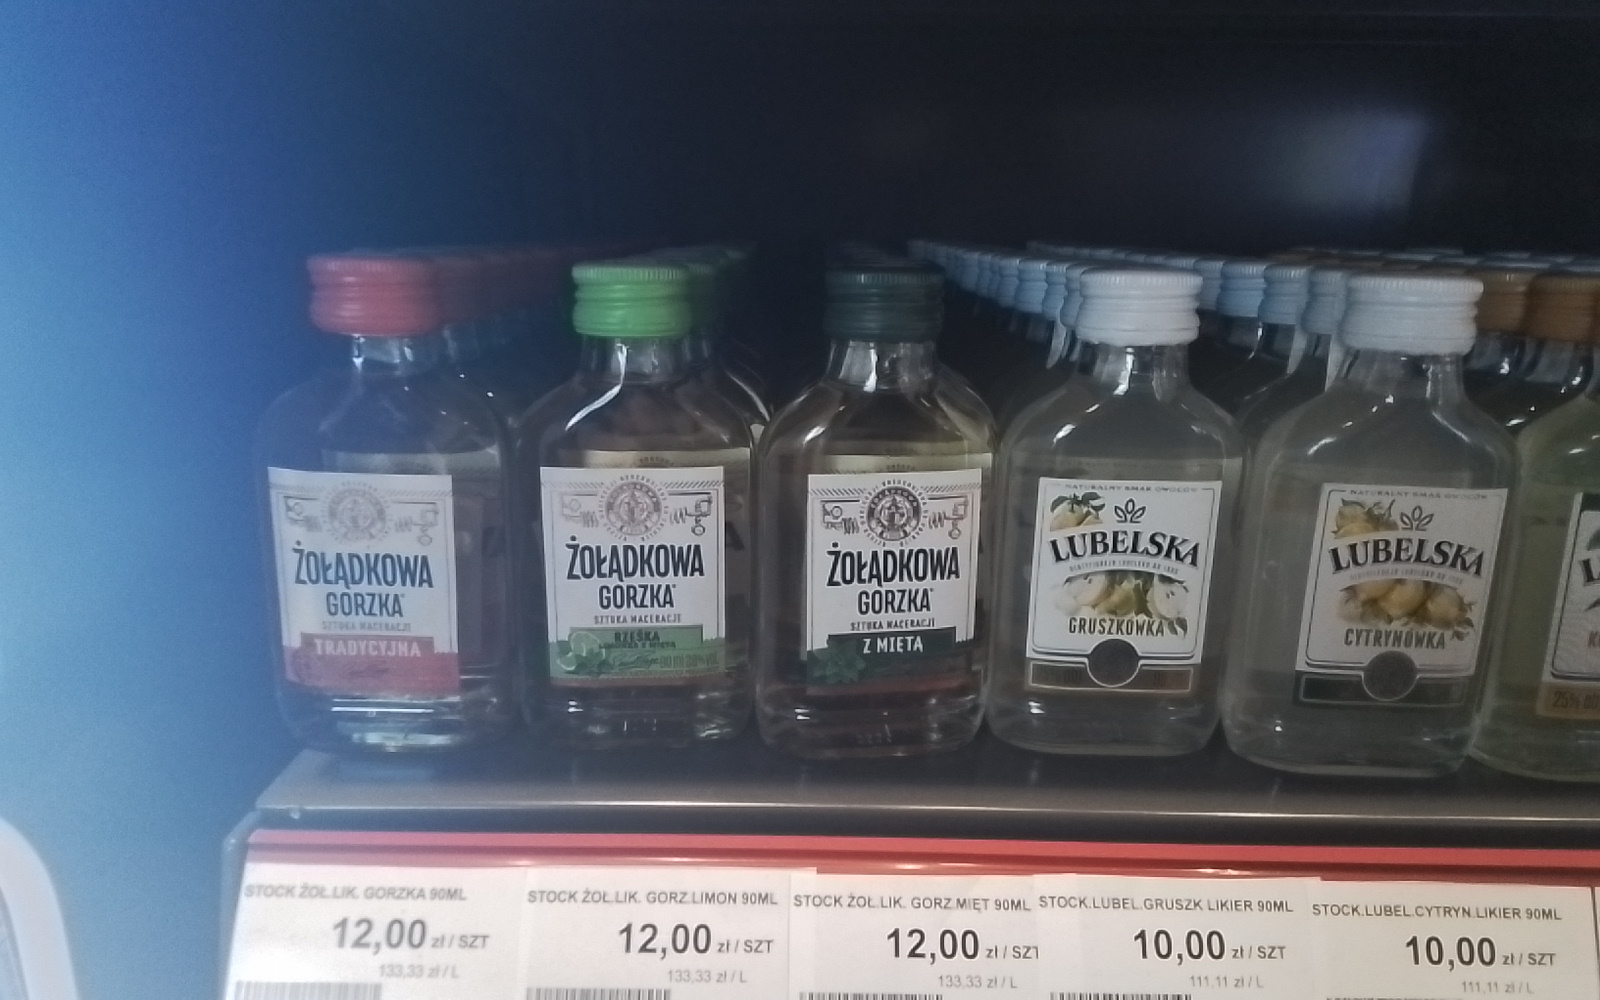 ŻOŁĄDKOWA
GORZKA
SZTUKA MACERACJI
TRADYCYJNA
ŻOŁĄDKOWA
GORZKA
SZTUKA MACERACJI
RZEŚKA
ŻOŁĄDKOWA
GORZKA
SZTUKA MACERACJI
Z MIĘTĄ
NATURALNY SMAK OWOCÓW
LUBELSKA
GRUSZKÓWKA
NATURALNY SMAK OWOCÓW
LUBELSKA
CYTRYNÓWKA
25%
STOCK ŻOŁ.LIK. GORZKA 90ML
12,00 zł / SZT
133,33 zł / L
STOCK ŻOŁ.LIK. GORZ.LIMON 90ML
12,00 zł / SZT
133,33 zł / L
STOCK ŻOŁ.LIK. GORZ.MIĘT 90ML
12,00 zł / SZT
133,33 zł / L
STOCK.LUBEL.GRUSZK LIKIER 90ML
10,00 zł / SZT
111,11 zł / L
STOCK.LUBEL.CYTRYN.LIKIER 90ML
10,00 zł / SZT
111,11 zł / L